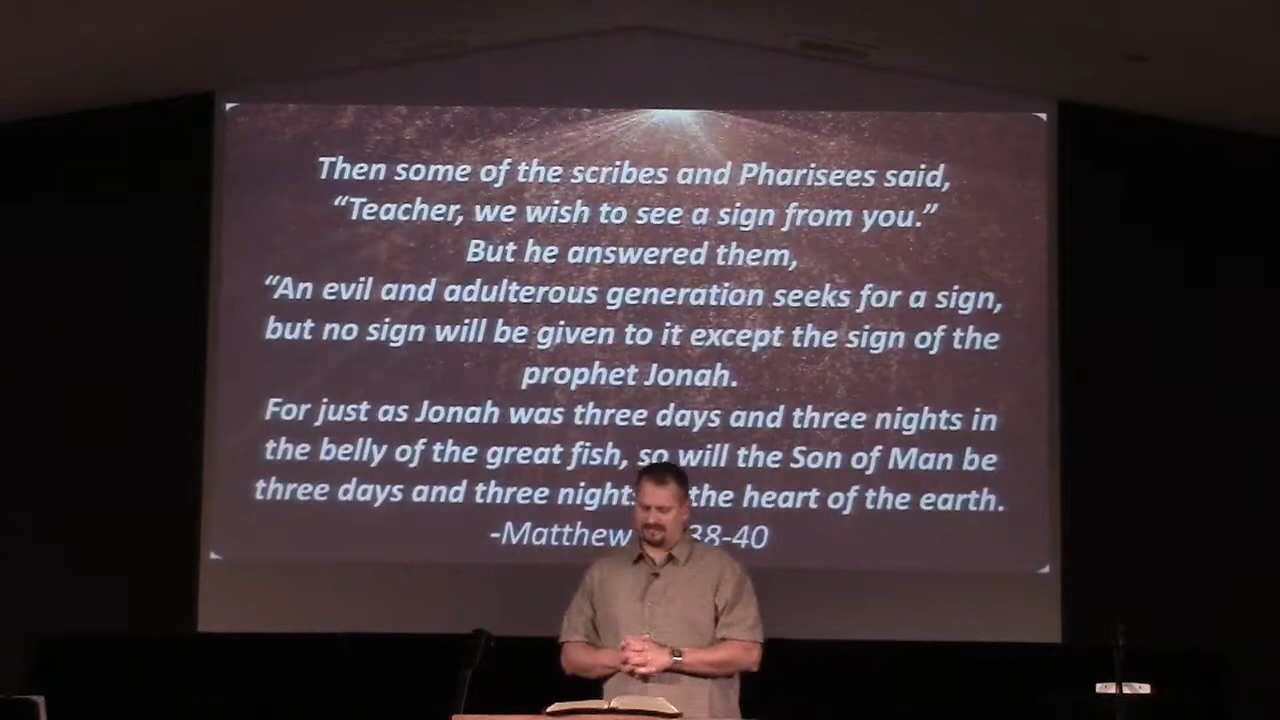 Then some of the scribes and Pharisees said,
“Teacher, we wish to see a sign from you.”
But he answered them,
“An evil and adulterous generation seeks for a sign,
but no sign will be given to it except the sign of the
prophet Jonah.
For just as Jonah was three days and three nights in
the belly of the great fish, so will the Son of Man be
three days and three night the heart of the earth.
-Matthew 38-40